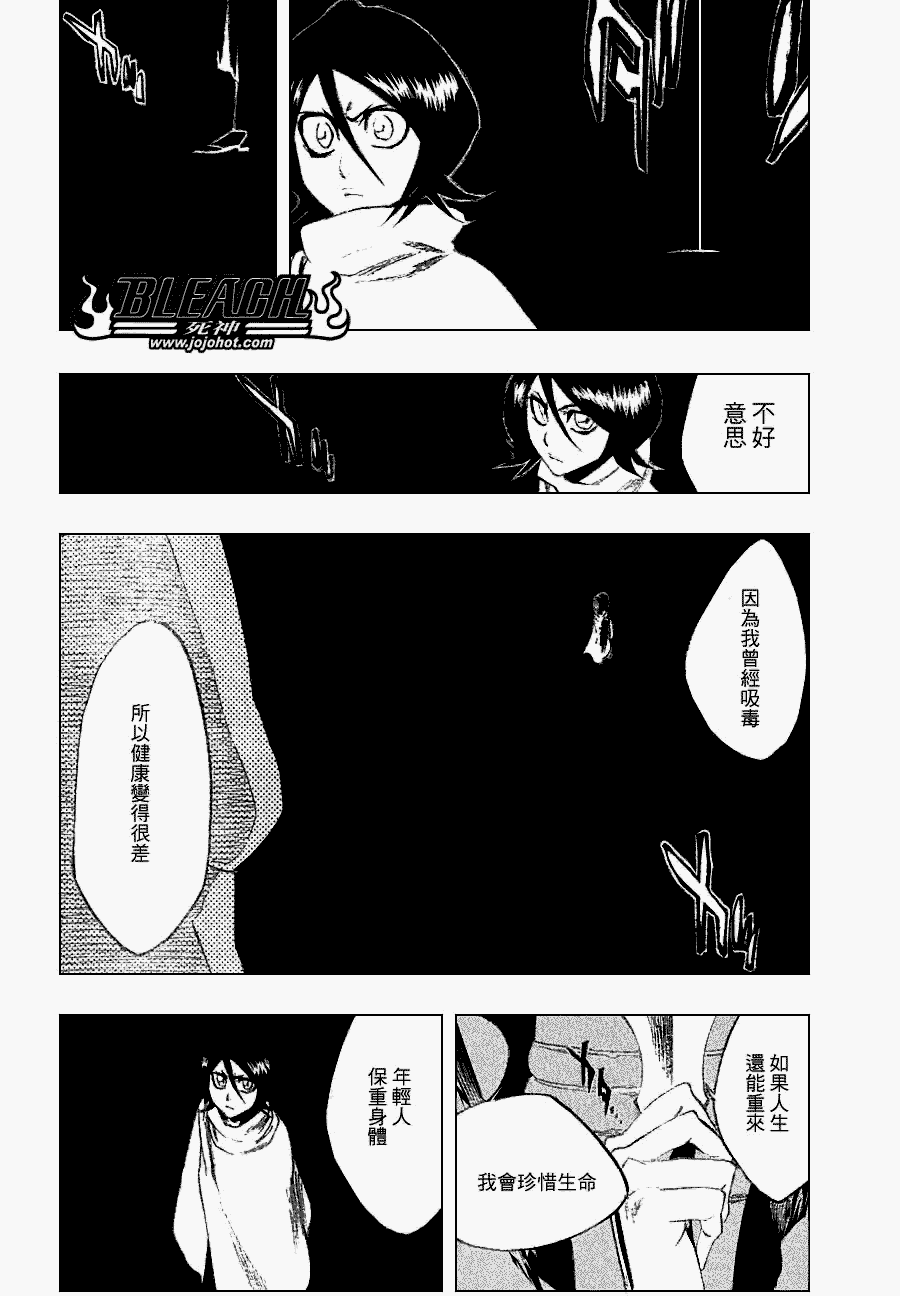 BLEACH
死神
www.jojohot.com
不好
意思
因為我曾經吸毒
所以健康變得很差
如果人生
還能重來
我會珍惜生命
年輕人
保重身體